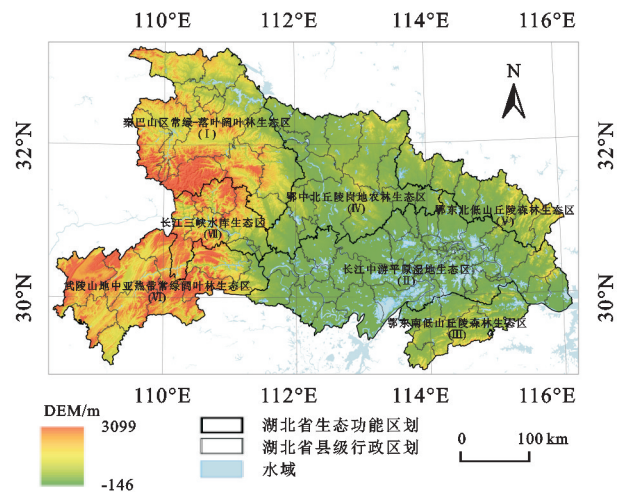 110°E
112°E
114°E
116°E
N
32°N
32°N
30°N
30°N
秦巴山区常绿-落叶阔叶林生态区
(I)
鄂中北丘陵岗地农林生态区
(IV)
鄂东北低山丘陵森林生态区
(V)
长江三峡水库生态区
(VII)
长江中游平原湿地生态区
(II)
武陵山地中亚热带常绿阔叶林生态区
(VI)
鄂东南低山丘陵森林生态区
(III)
110°E
112°E
114°E
116°E
DEM/m
3099
-146
湖北省生态功能区划
湖北省县级行政区划
水域
0
100 km